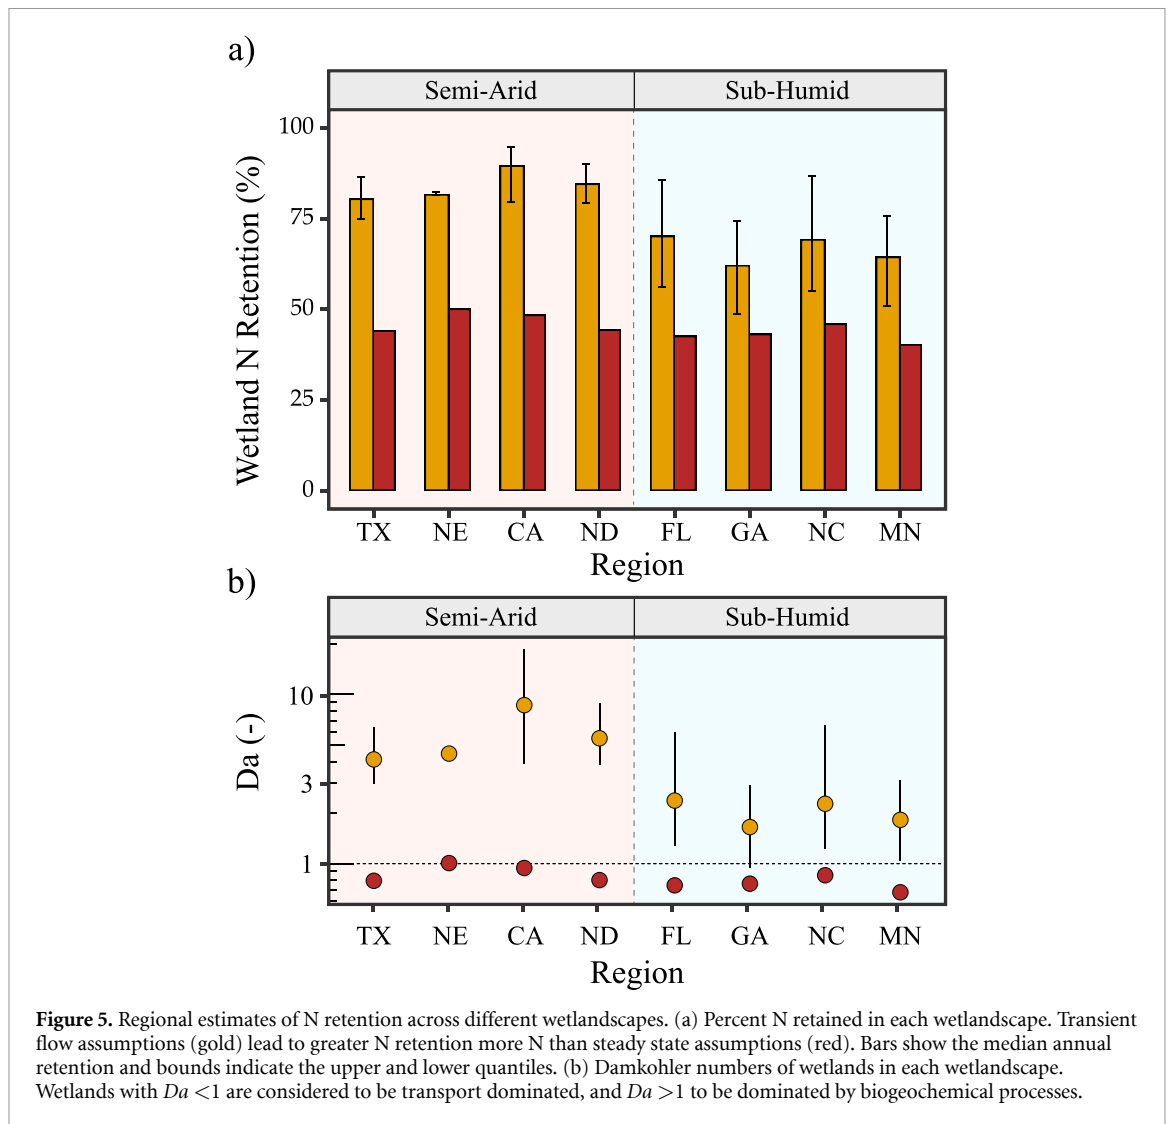 a)
Semi-Arid Sub-Humid
100
75
50
25
0
Wetland N Retention (%)
TX NE CA ND FL GA NC MN
Region
b)
Semi-Arid Sub-Humid
10
3
1
Da (-)
TX NE CA ND FL GA NC MN
Region
Figure 5. Regional estimates of N retention across different wetlandscapes. (a) Percent N retained in each wetlandscape. Transient
flow assumptions (gold) lead to greater N retention more N than steady state assumptions (red). Bars show the median annual
retention and bounds indicate the upper and lower quantiles. (b) Damkohler numbers of wetlands in each wetlandscape.
Wetlands with Da <1 are considered to be transport dominated, and Da >1 to be dominated by biogeochemical processes.